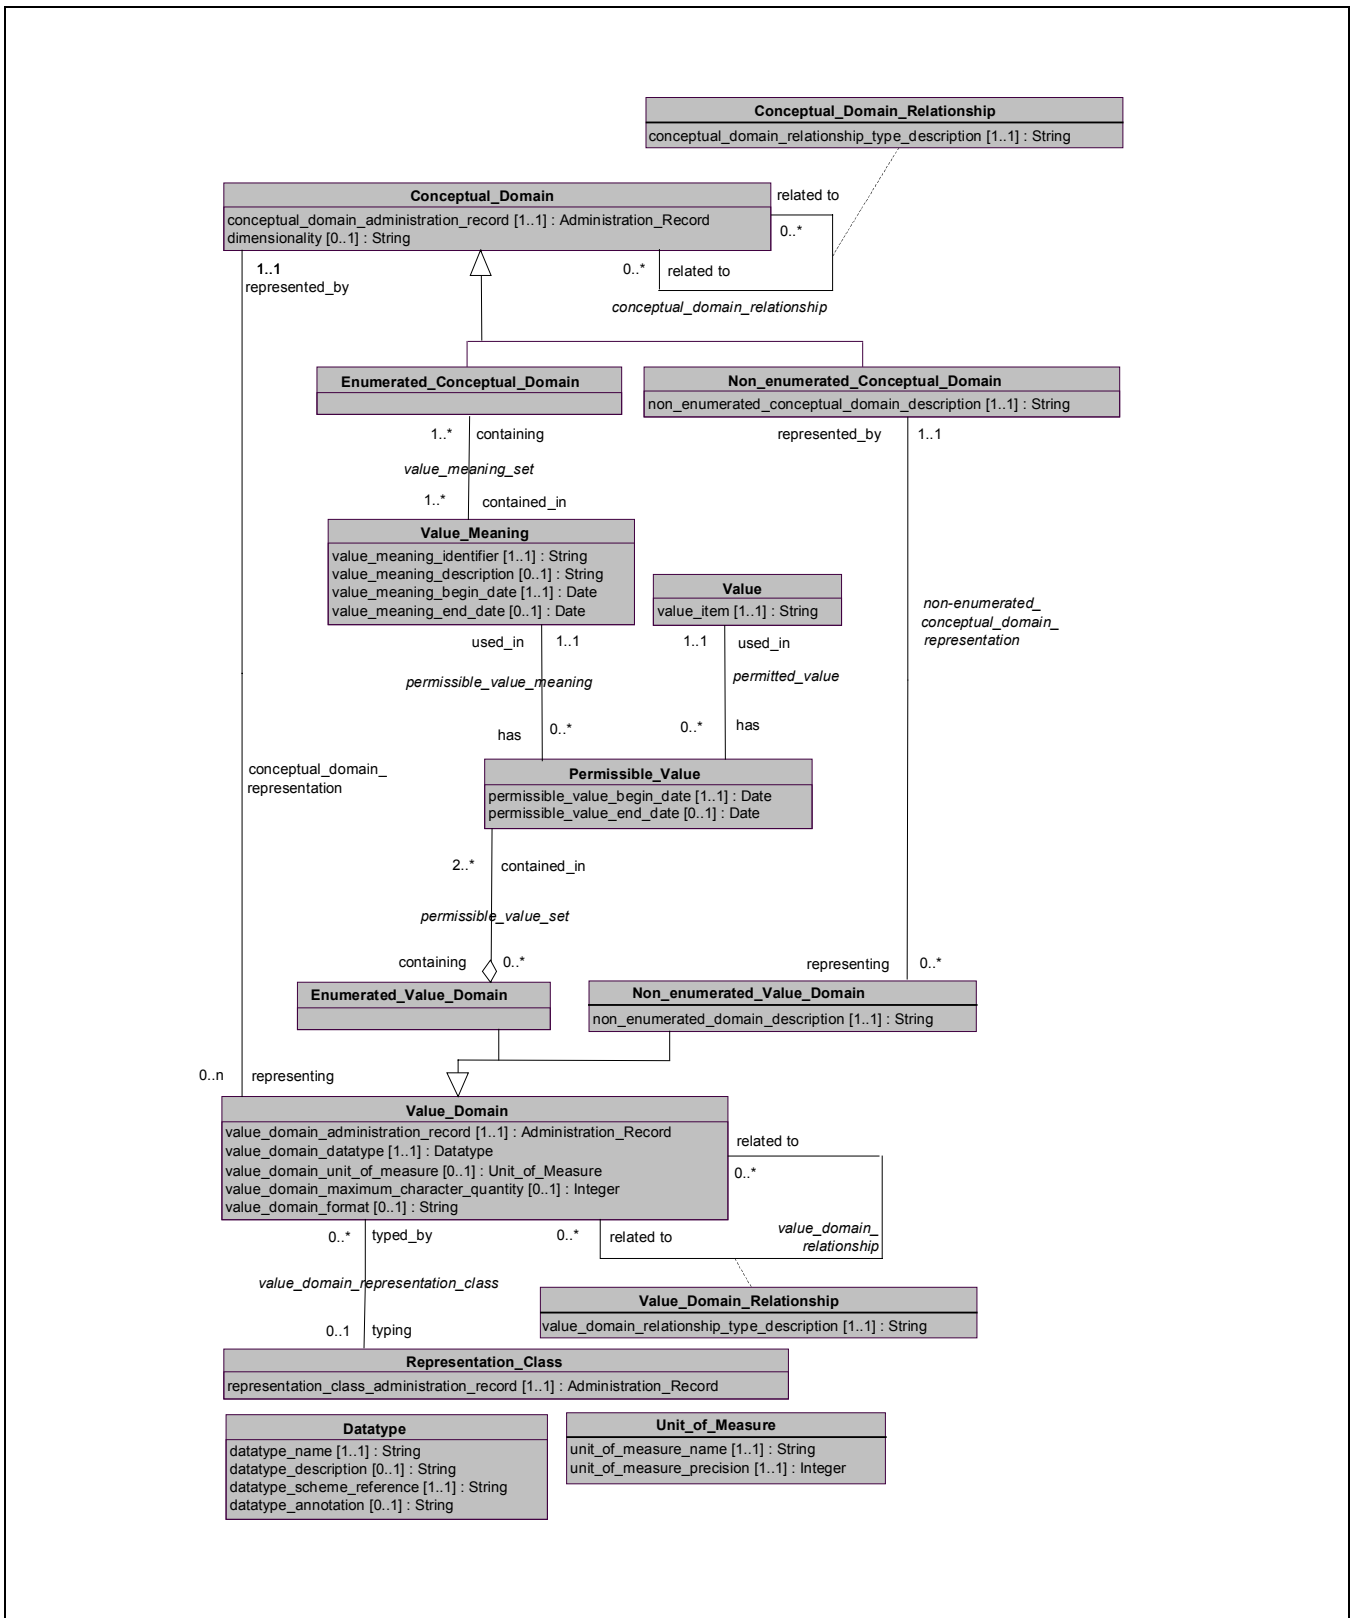 Conceptual_Domain_Relationship
conceptual_domain_relationship_type_description [1..1] : String
Conceptual_Domain
conceptual_domain_administration_record [1..1] : Administration_Record
dimensionality [0..1] : String
related to
0..*
1..1
represented_by
0..*
related to
conceptual_domain_relationship
Enumerated_Conceptual_Domain
Non_enumerated_Conceptual_Domain
non_enumerated_conceptual_domain_description [1..1] : String
1..*
containing
represented_by
1..1
value_meaning_set
1..*
contained_in
Value_Meaning
value_meaning_identifier [1..1] : String
value_meaning_description [0..1] : String
value_meaning_begin_date [1..1] : Date
value_meaning_end_date [0..1] : Date
Value
value_item [1..1] : String
non-enumerated_
conceptual_domain_
representation
used_in
1..1
1..1
used_in
permissible_value_meaning
permitted_value
has
0..*
0..*
has
conceptual_domain_
representation
Permissible_Value
permissible_value_begin_date [1..1] : Date
permissible_value_end_date [0..1] : Date
2..*
contained_in
permissible_value_set
containing
0..*
representing
0..*
Enumerated_Value_Domain
Non_enumerated_Value_Domain
non_enumerated_domain_description [1..1] : String
0..n
representing
Value_Domain
value_domain_administration_record [1..1] : Administration_Record
value_domain_datatype [1..1] : Datatype
value_domain_unit_of_measure [0..1] : Unit_of_Measure
value_domain_maximum_character_quantity [0..1] : Integer
value_domain_format [0..1] : String
related to
0..*
0..*
typed_by
0..*
related to
value_domain_
relationship
value_domain_representation_class
Value_Domain_Relationship
value_domain_relationship_type_description [1..1] : String
0..1
typing
Representation_Class
representation_class_administration_record [1..1] : Administration_Record
Datatype
datatype_name [1..1] : String
datatype_description [0..1] : String
datatype_scheme_reference [1..1] : String
datatype_annotation [0..1] : String
Unit_of_Measure
unit_of_measure_name [1..1] : String
unit_of_measure_precision [1..1] : Integer